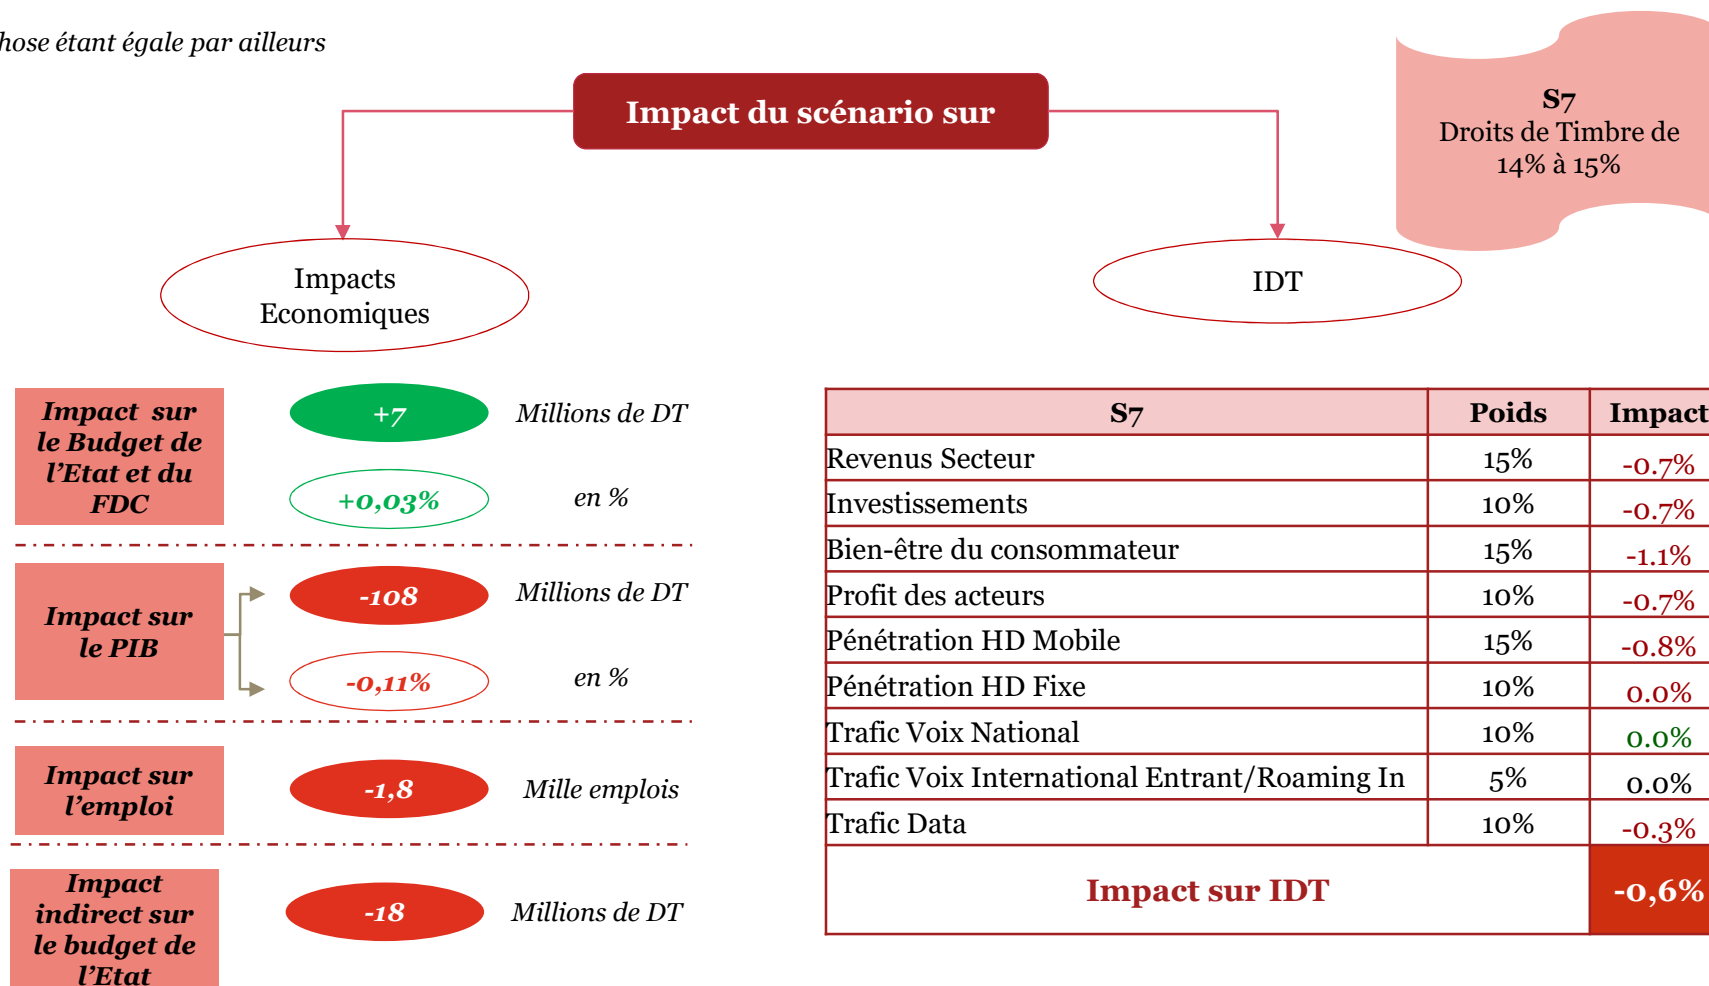 hose étant égale par ailleurs
Impact du scénario sur
S7
Droits de Timbre de
14% à 15%
Impacts
Economiques
IDT
Impact sur
le Budget de
l'Etat et du
FDC
+7
Millions de DT
+0,03%
en %
Impact sur
le PIB
-108
Millions de DT
-0,11%
en %
Impact sur
l'emploi
-1,8
Mille emplois
Impact
indirect sur
le budget de
l'Etat
-18
Millions de DT
S7 Poids Impact
Revenus Secteur 15% -0.7%
Investissements 10% -0.7%
Bien-être du consommateur 15% -1.1%
Profit des acteurs 10% -0.7%
Pénétration HD Mobile 15% -0.8%
Pénétration HD Fixe 10% 0.0%
Trafic Voix National 10% 0.0%
Trafic Voix International Entrant/Roaming In 5% 0.0%
Trafic Data 10% -0.3%
Impact sur IDT -0,6%